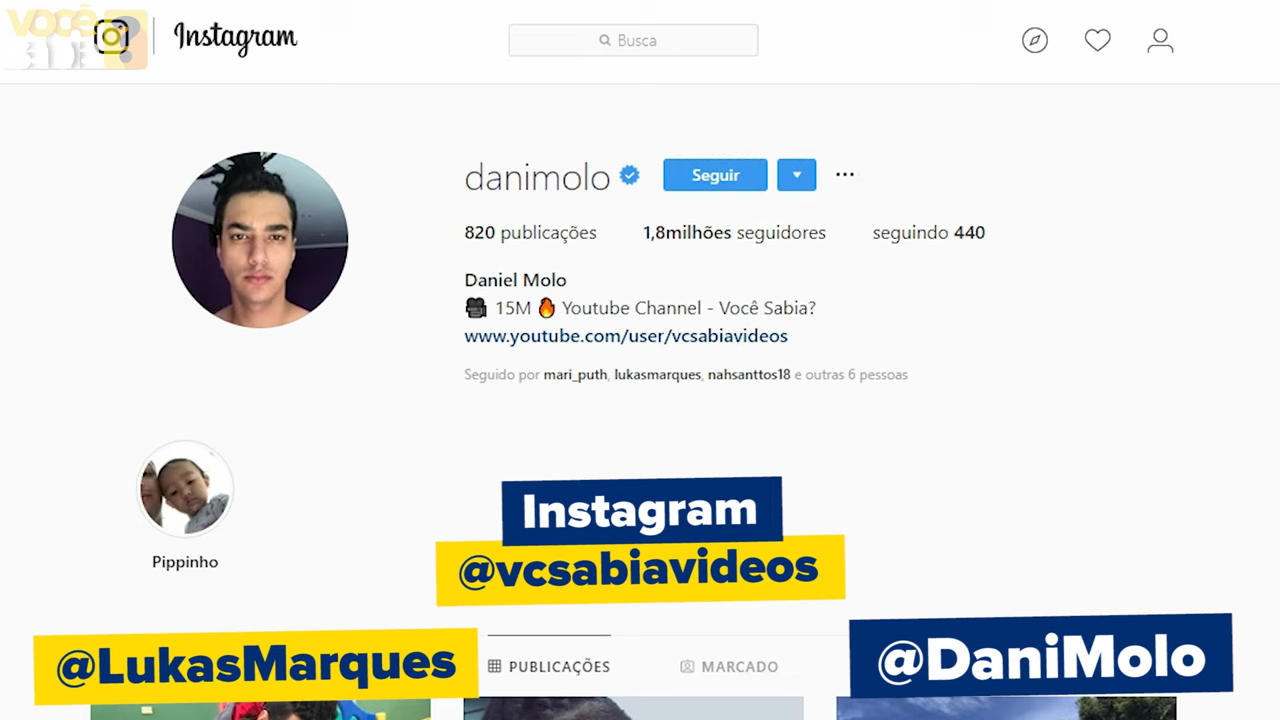 VOCÊ
SABIA?
Instagram
Busca
danimolo
Seguir
820 publicações
1,8milhões seguidores
seguindo 440
Daniel Molo
15M Youtube Channel - Você Sabia?
www.youtube.com/user/vcsabiavideos
Seguido por mari_puth, lukasmarques, nahsanttos18 e outras 6 pessoas
Pippinho
Instagram
@vcsabiavideos
@LukasMarques
@DaniMolo
PUBLICAÇÕES
MARCADO